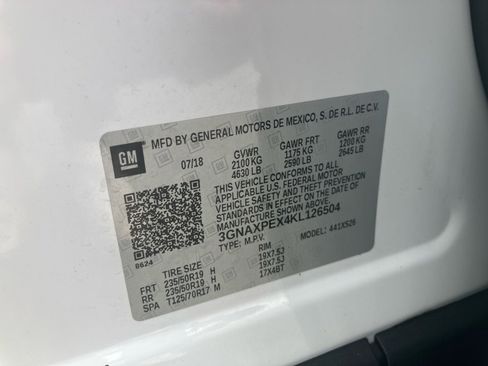 GM
MFD BY GENERAL MOTORS DE MEXICO, S. DE R.L. DE C.V.
07/18 GVWR GAWR FRT GAWR RR
2100 KG 1175 KG 1200 KG
4630 LB 2590 LB 2645 LB
THIS VEHICLE CONFORMS TO ALL
APPLICABLE U.S. FEDERAL MOTOR
VEHICLE SAFETY AND THEFT PREVENTION
STANDARDS IN EFFECT ON THE DATE OF
MANUFACTURE SHOWN ABOVE.
3GNAXPEX4KL126504
TYPE: M.P.V. MODEL: 441X526
8624
TIRE SIZE RIM
FRT 235/50R19 H 19X7.5J
RR 235/50R19 H 19X7.5J
SPA T125/70R17 M 17X4BT